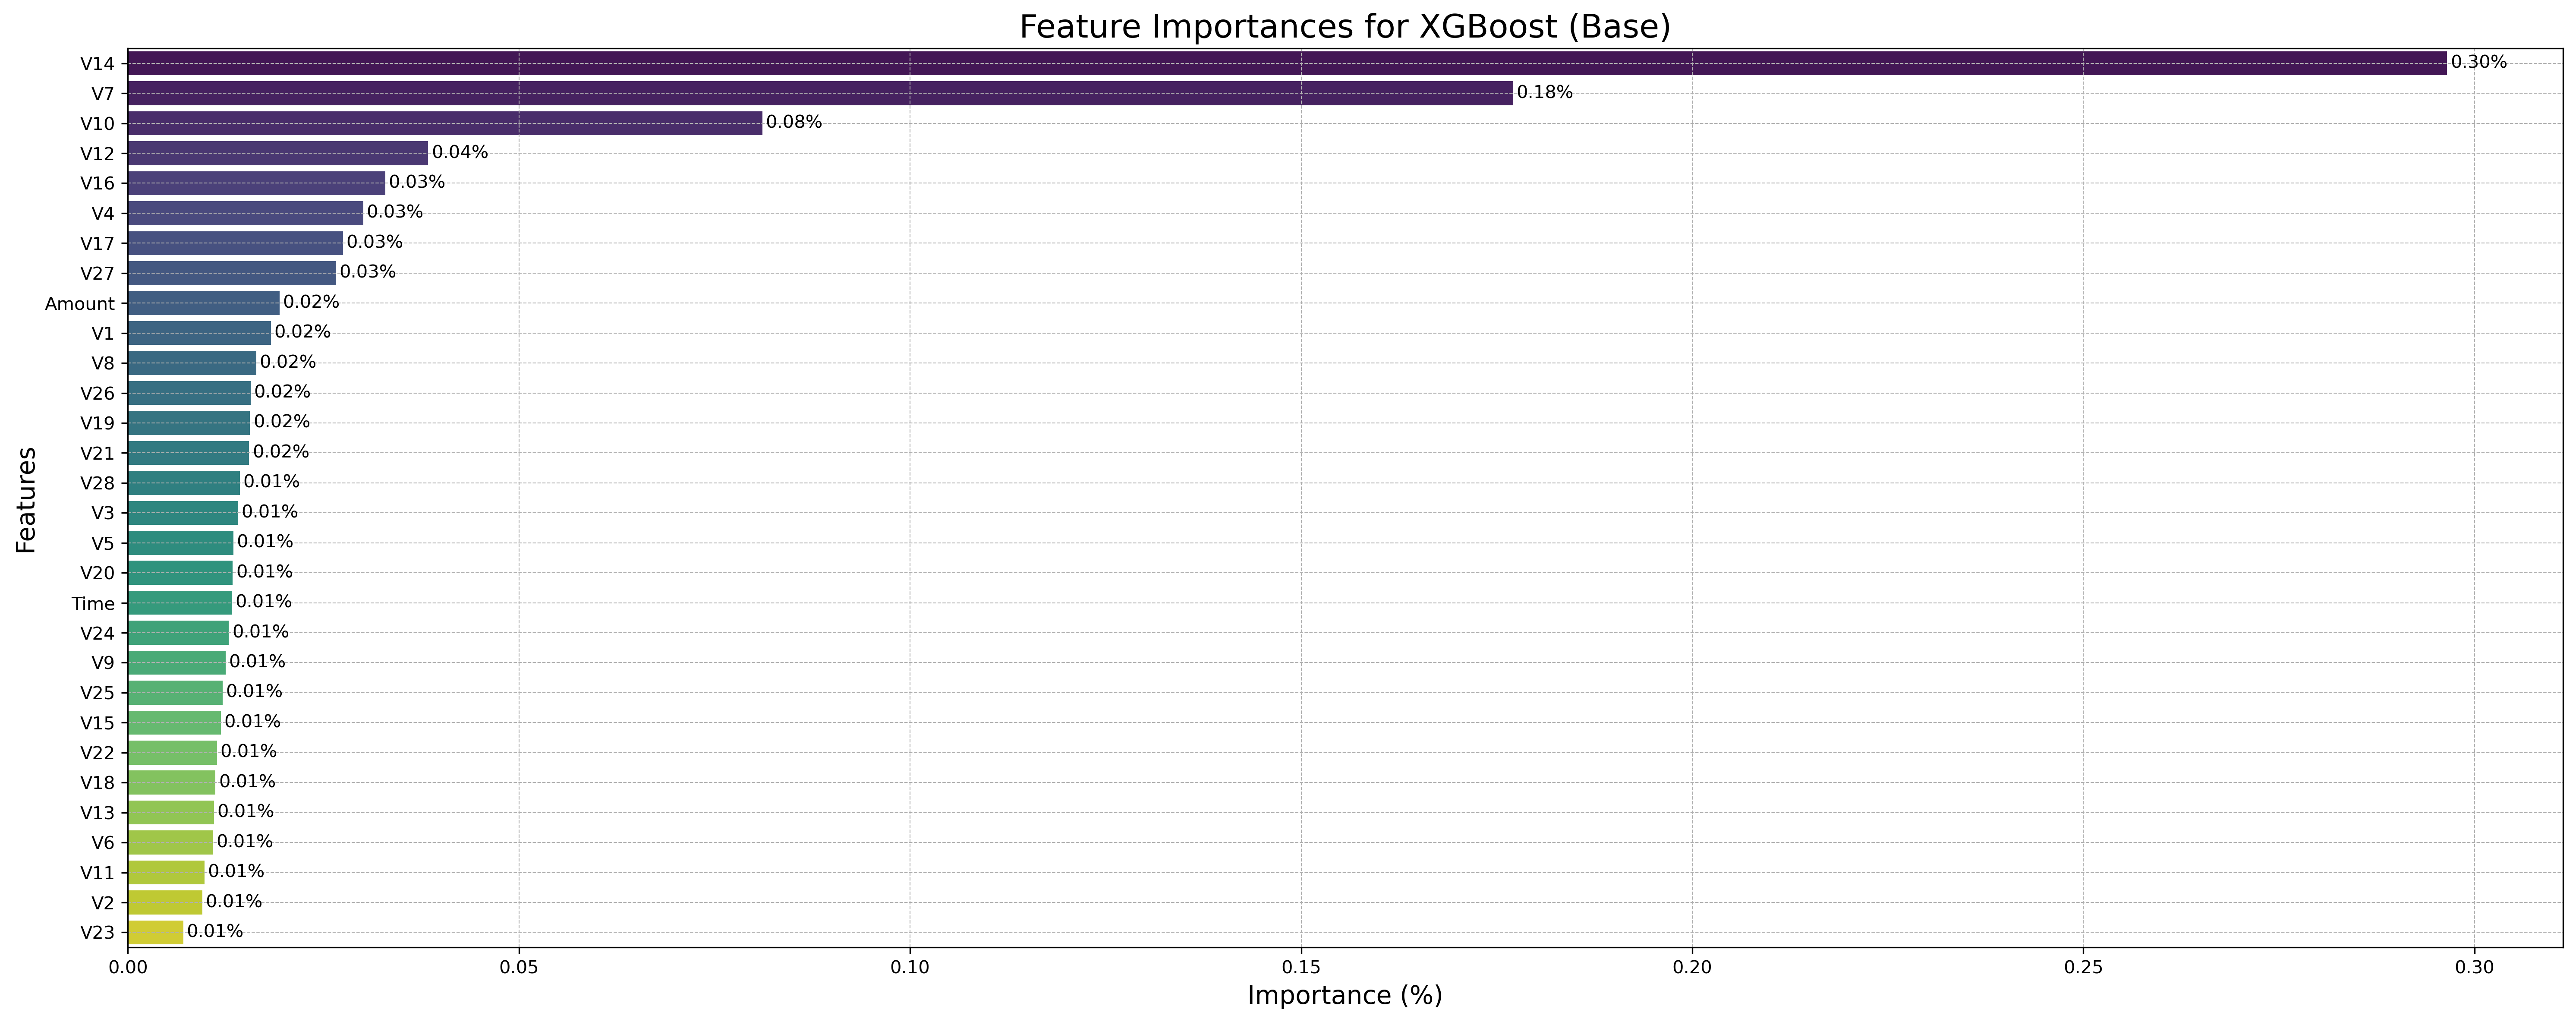 Feature Importances for XGBoost (Base)
V14 0.30%
V7 0.18%
V10 0.08%
V12 0.04%
V16 0.03%
V4 0.03%
V17 0.03%
V27 0.03%
Amount 0.02%
V1 0.02%
V8 0.02%
V26 0.02%
V19 0.02%
V21 0.02%
V28 0.01%
V3 0.01%
V5 0.01%
V20 0.01%
Time 0.01%
V24 0.01%
V9 0.01%
V25 0.01%
V15 0.01%
V22 0.01%
V18 0.01%
V13 0.01%
V6 0.01%
V11 0.01%
V2 0.01%
V23 0.01%
Features
0.00 0.05 0.10 0.15 0.20 0.25 0.30
Importance (%)